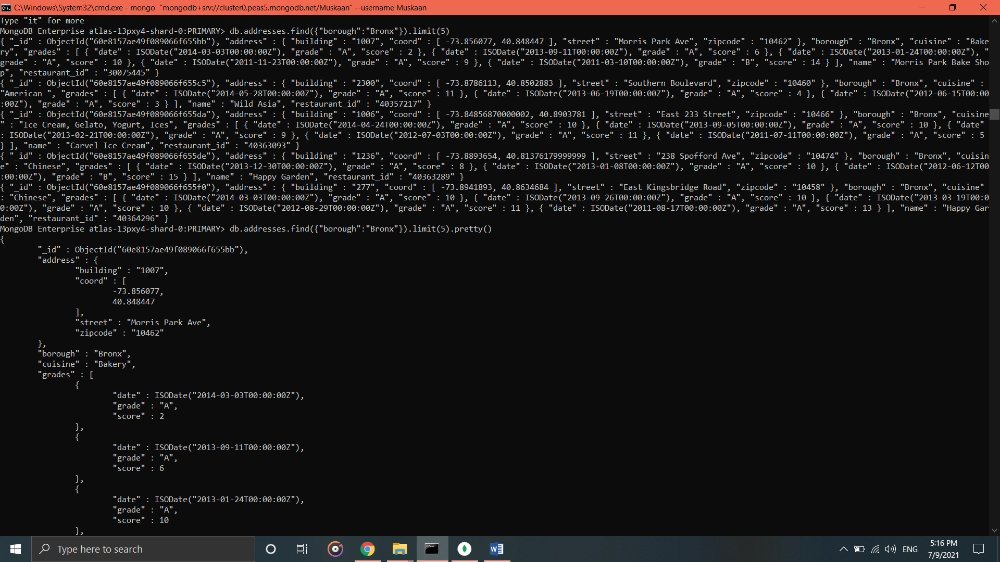 C:\Windows\System32\cmd.exe - mongo  "mongodb+srv://cluster0.peas5.mongodb.net/Muskaan" --username Muskaan
Type "it" for more
MongoDB Enterprise atlas-13pxy4-shard-0:PRIMARY> db.addresses.find({"borough":"Bronx"}).limit(5)
{ "_id" : ObjectId("60e8157ae49f089066f655bb"), "address" : { "building" : "1007", "coord" : [ -73.856077, 40.848447 ], "street" : "Morris Park Ave", "zipcode" : "10462" }, "borough" : "Bronx", "cuisine" : "Bake
ry", "grades" : [ { "date" : ISODate("2014-03-03T00:00:00Z"), "grade" : "A", "score" : 2 }, { "date" : ISODate("2013-09-11T00:00:00Z"), "grade" : "A", "score" : 6 }, { "date" : ISODate("2013-01-24T00:00:00Z"), "
grade" : "A", "score" : 10 }, { "date" : ISODate("2011-11-23T00:00:00Z"), "grade" : "A", "score" : 9 }, { "date" : ISODate("2011-03-10T00:00:00Z"), "grade" : "B", "score" : 14 } ], "name" : "Morris Park Bake Sho
p", "restaurant_id" : "30075445" }
{ "_id" : ObjectId("60e8157ae49f089066f655c5"), "address" : { "building" : "2300", "coord" : [ -73.8786113, 40.8502883 ], "street" : "Southern Boulevard", "zipcode" : "10460" }, "borough" : "Bronx", "cuisine" :
"American ", "grades" : [ { "date" : ISODate("2014-05-28T00:00:00Z"), "grade" : "A", "score" : 11 }, { "date" : ISODate("2013-06-19T00:00:00Z"), "grade" : "A", "score" : 4 }, { "date" : ISODate("2012-06-15T00:00
:00Z"), "grade" : "A", "score" : 3 } ], "name" : "Wild Asia", "restaurant_id" : "40357217" }
{ "_id" : ObjectId("60e8157ae49f089066f655da"), "address" : { "building" : "1006", "coord" : [ -73.84856870000002, 40.8903781 ], "street" : "East 233 Street", "zipcode" : "10466" }, "borough" : "Bronx", "cuisine
" : "Ice Cream, Gelato, Yogurt, Ices", "grades" : [ { "date" : ISODate("2014-04-24T00:00:00Z"), "grade" : "A", "score" : 10 }, { "date" : ISODate("2013-09-05T00:00:00Z"), "grade" : "A", "score" : 10 }, { "date"
: ISODate("2013-02-21T00:00:00Z"), "grade" : "A", "score" : 9 }, { "date" : ISODate("2012-07-03T00:00:00Z"), "grade" : "A", "score" : 11 }, { "date" : ISODate("2011-07-11T00:00:00Z"), "grade" : "A", "score" : 5
} ], "name" : "Carvel Ice Cream", "restaurant_id" : "40363093" }
{ "_id" : ObjectId("60e8157ae49f089066f655de"), "address" : { "building" : "1236", "coord" : [ -73.8893654, 40.81376179999999 ], "street" : "238 Spofford Ave", "zipcode" : "10474" }, "borough" : "Bronx", "cuisin
e" : "Chinese", "grades" : [ { "date" : ISODate("2013-12-30T00:00:00Z"), "grade" : "A", "score" : 8 }, { "date" : ISODate("2013-01-08T00:00:00Z"), "grade" : "A", "score" : 10 }, { "date" : ISODate("2012-06-12T00
:00:00Z"), "grade" : "B", "score" : 15 } ], "name" : "Happy Garden", "restaurant_id" : "40363289" }
{ "_id" : ObjectId("60e8157ae49f089066f655f0"), "address" : { "building" : "277", "coord" : [ -73.8941893, 40.8634684 ], "street" : "East Kingsbridge Road", "zipcode" : "10458" }, "borough" : "Bronx", "cuisine"
: "Chinese", "grades" : [ { "date" : ISODate("2014-03-03T00:00:00Z"), "grade" : "A", "score" : 10 }, { "date" : ISODate("2013-09-26T00:00:00Z"), "grade" : "A", "score" : 10 }, { "date" : ISODate("2013-03-19T00:0
0:00Z"), "grade" : "A", "score" : 10 }, { "date" : ISODate("2012-08-29T00:00:00Z"), "grade" : "A", "score" : 11 }, { "date" : ISODate("2011-08-17T00:00:00Z"), "grade" : "A", "score" : 13 } ], "name" : "Happy Gar
den", "restaurant_id" : "40364296" }
MongoDB Enterprise atlas-13pxy4-shard-0:PRIMARY> db.addresses.find({"borough":"Bronx"}).limit(5).pretty()
{
"_id" : ObjectId("60e8157ae49f089066f655bb"),
"address" : {
"building" : "1007",
"coord" : [
-73.856077,
40.848447
],
"street" : "Morris Park Ave",
"zipcode" : "10462"
},
"borough" : "Bronx",
"cuisine" : "Bakery",
"grades" : [
{
"date" : ISODate("2014-03-03T00:00:00Z"),
"grade" : "A",
"score" : 2
},
{
"date" : ISODate("2013-09-11T00:00:00Z"),
"grade" : "A",
"score" : 6
},
{
"date" : ISODate("2013-01-24T00:00:00Z"),
"grade" : "A",
"score" : 10
},
Type here to search
ENG
5:16 PM
7/9/2021